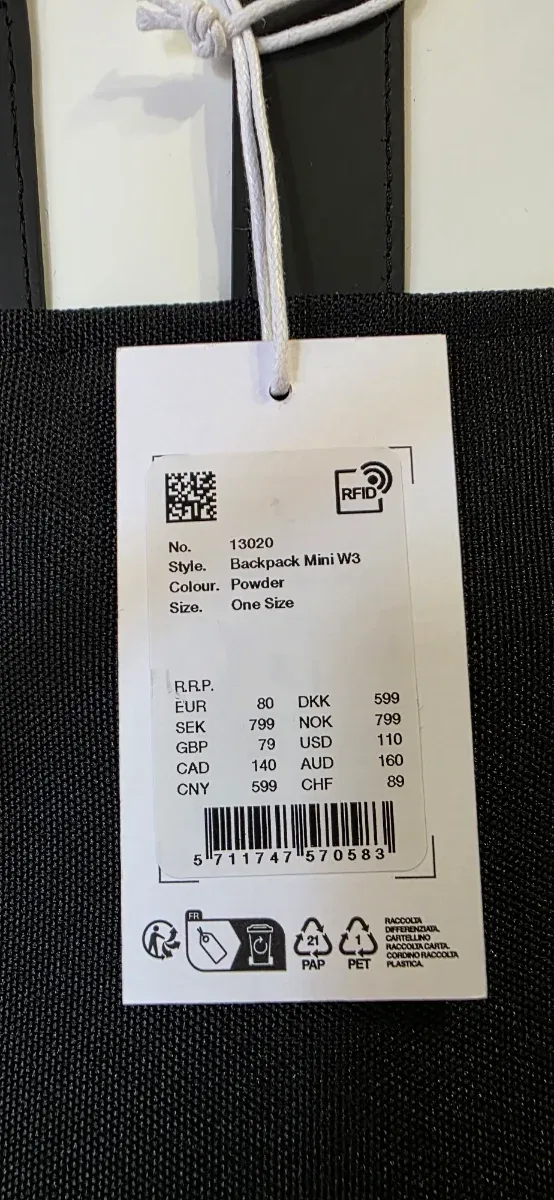 RFID
No. 13020
Style. Backpack Mini W3
Colour. Powder
Size. One Size
R.R.P.
EUR 80 DKK 599
SEK 799 NOK 799
GBP 79 USD 110
CAD 140 AUD 160
CNY 599 CHF 89
5 711747 570583
FR
21 1
PAP PET
RACCOLTA
DIFFERENZIATA.
CARTELLINO
RACCOLTA CARTA.
CORDINO RACCOLTA
PLASTICA.